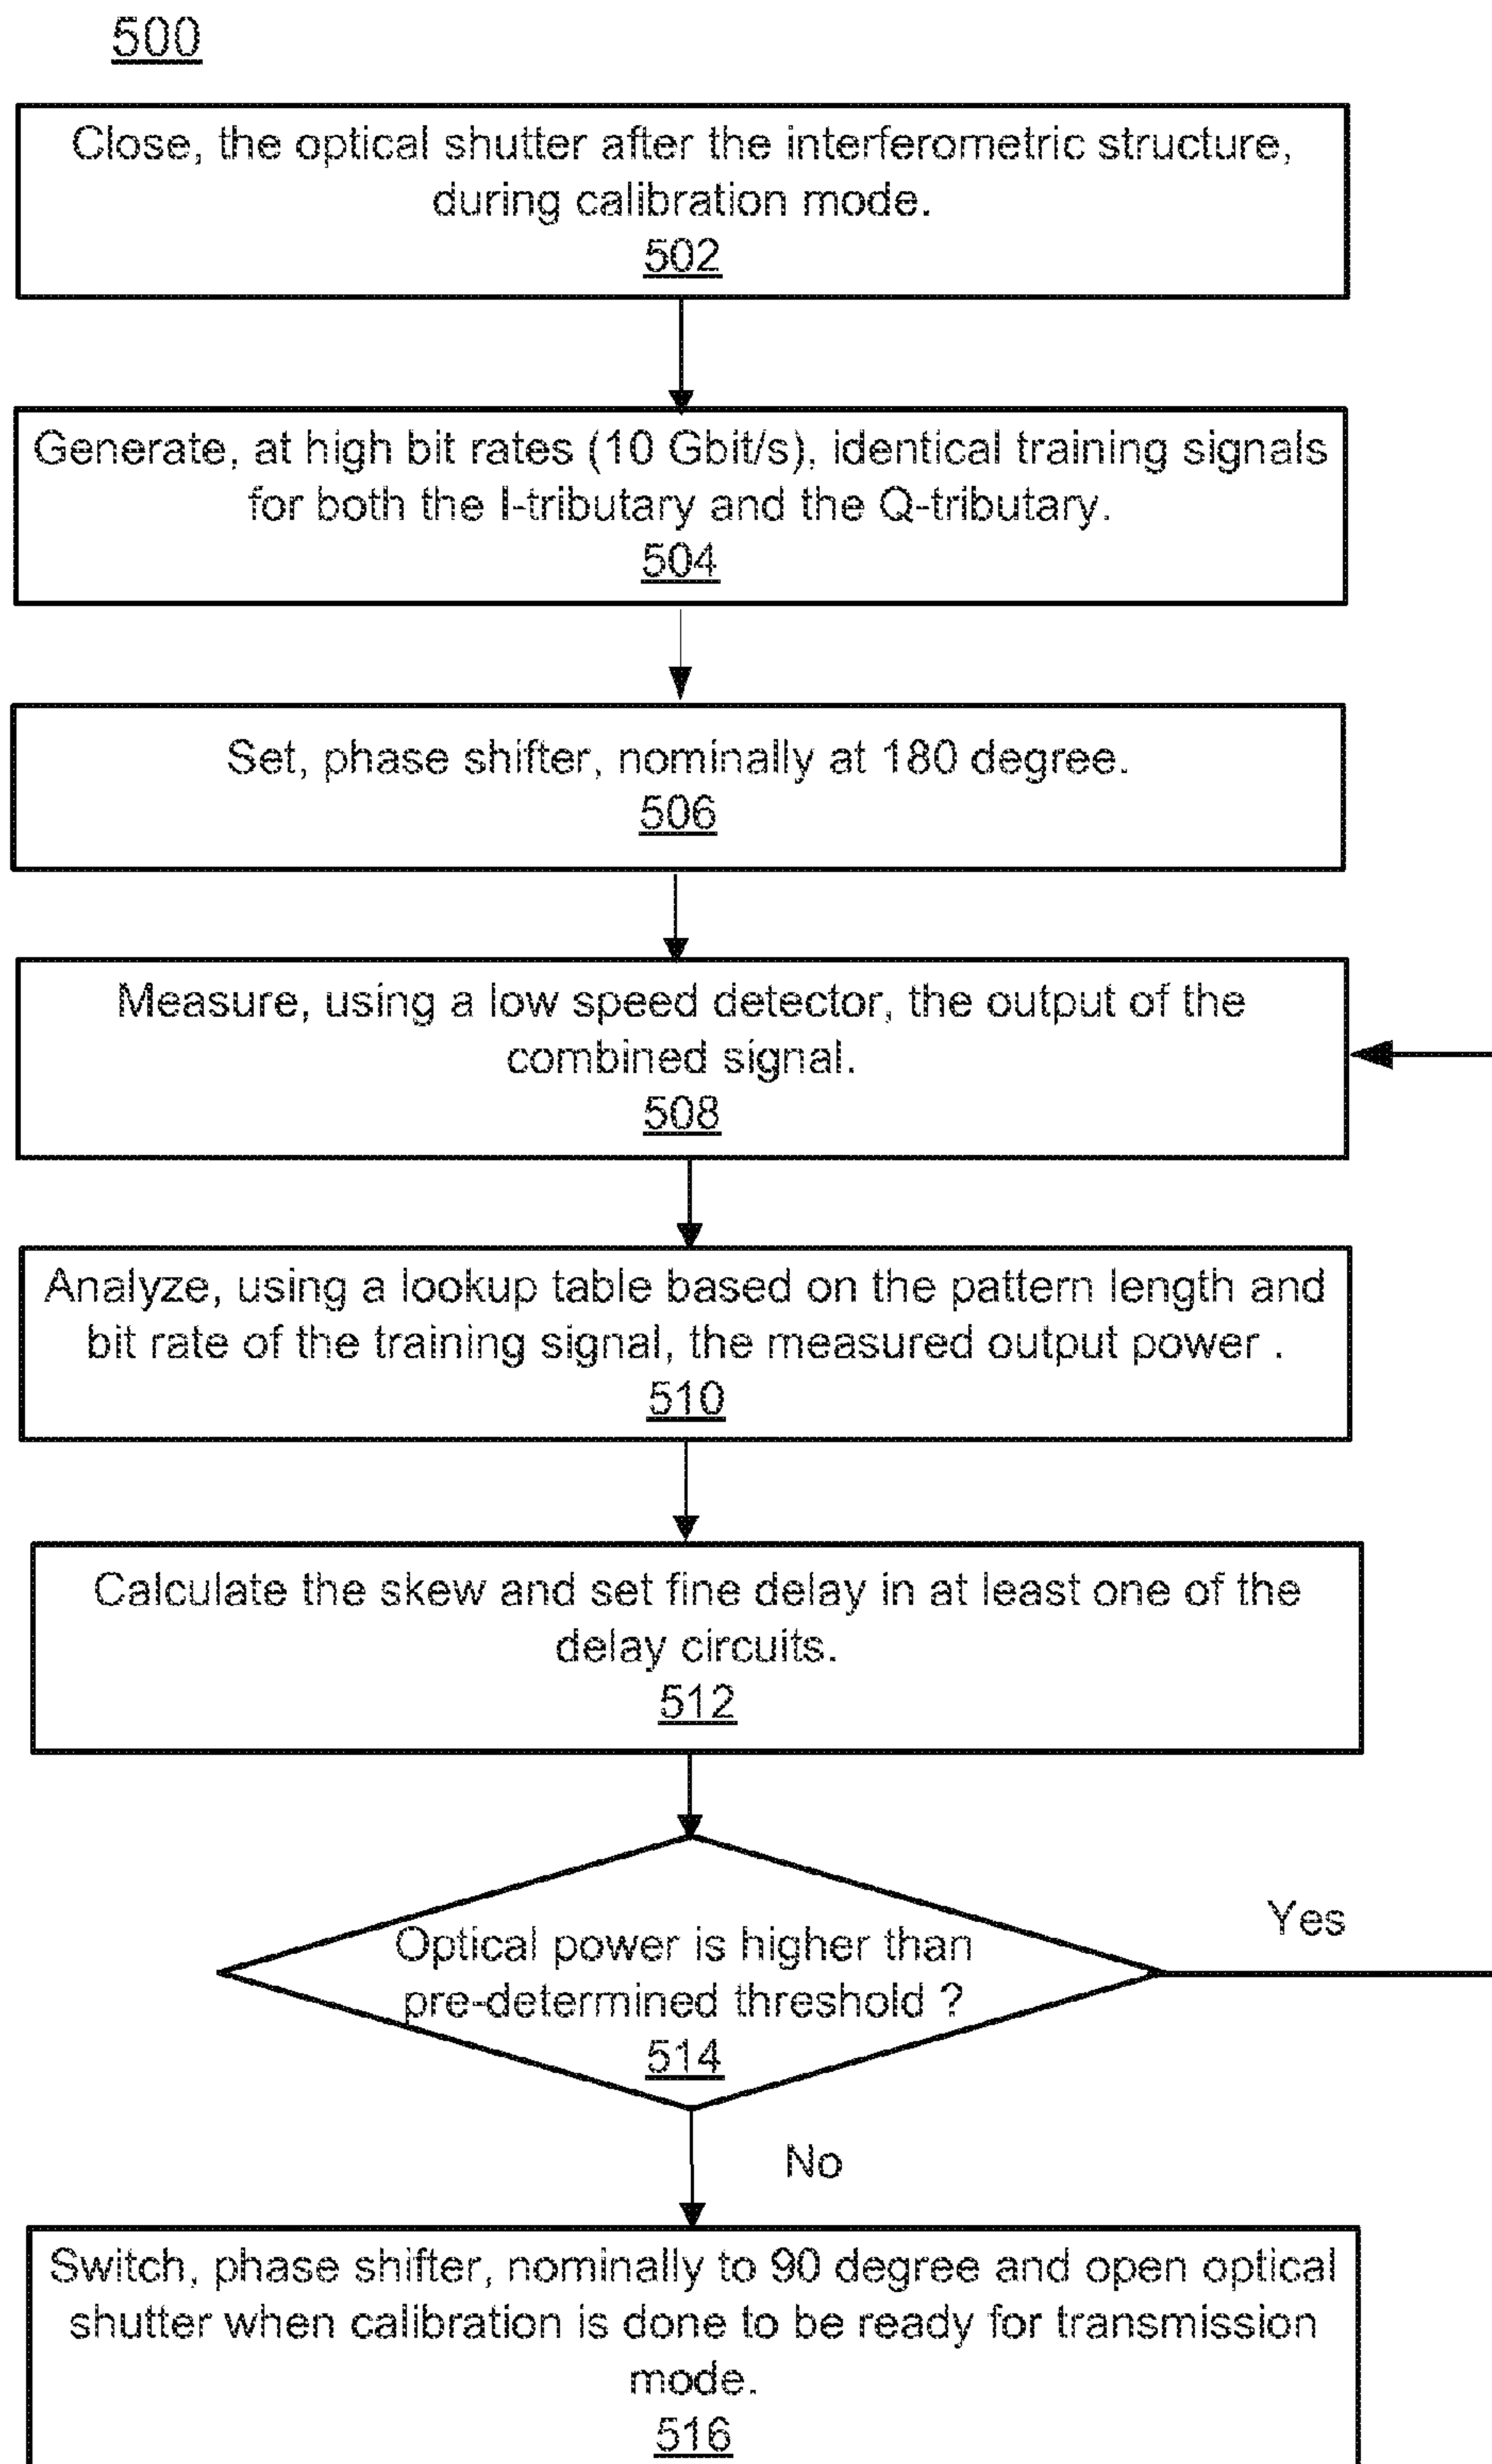 500
Close, the optical shutter after the interferometric structure,
during calibration mode.
502
Generate, at high bit rates (10 Gbit/s), identical training signals
for both the I-tributary and the Q-tributary.
504
Set, phase shifter, nominally at 180 degree.
506
Measure, using a low speed detector, the output of the
combined signal.
508
Analyze, using a lookup table based on the pattern length and
bit rate of the training signal, the measured output power .
510
Calculate the skew and set fine delay in at least one of the
delay circuits.
512
Optical power is higher than
pre-determined threshold ?
514
Yes
No
Switch, phase shifter, nominally to 90 degree and open optical
shutter when calibration is done to be ready for transmission
mode.
516